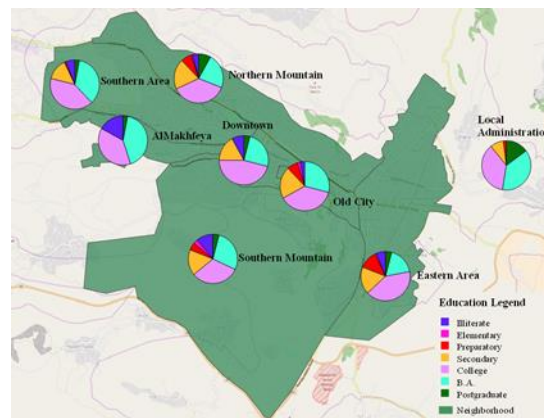 Southern Area
Northern Mountain
AlMakhfeya
Downtown
Local
Administration
Old City
Southern Mountain
Eastern Area
Education Legend
Illiterate
Elementary
Preparatory
Secondary
College
B.A.
Postgraduate
Neighborhood